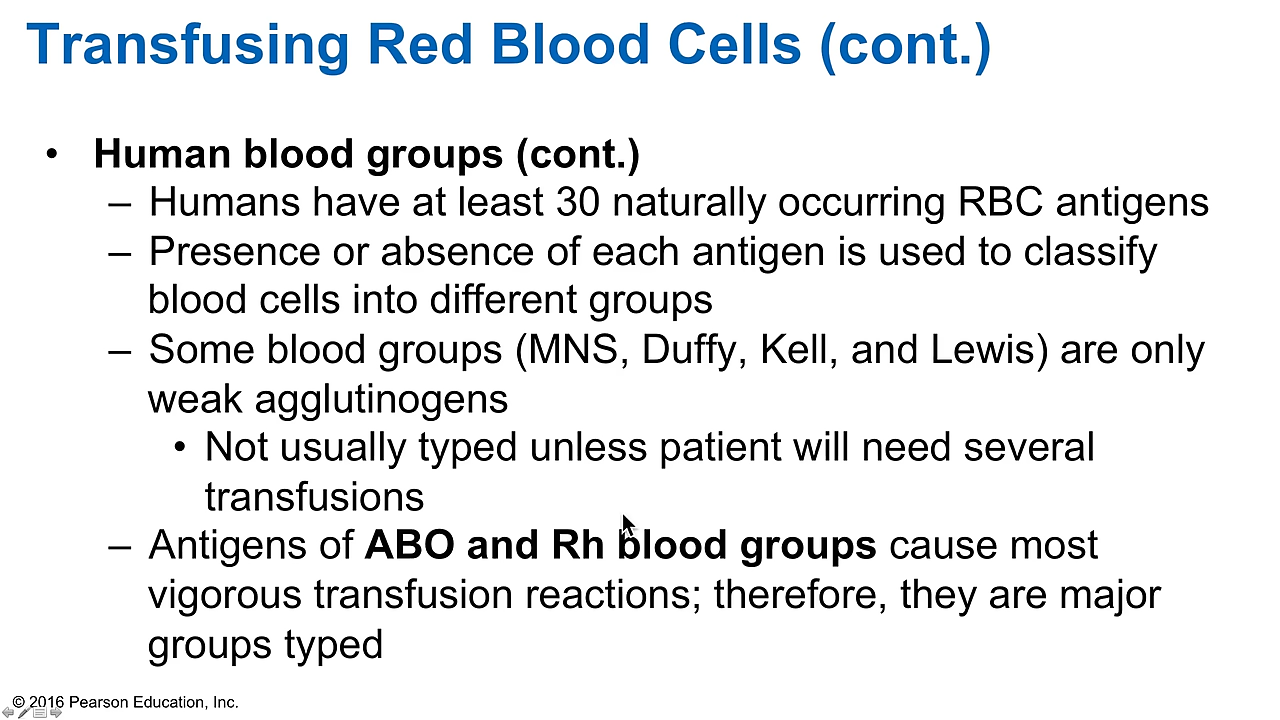 Transfusing Red Blood Cells (cont.)
• Human blood groups (cont.)
– Humans have at least 30 naturally occurring RBC antigens
– Presence or absence of each antigen is used to classify
blood cells into different groups
– Some blood groups (MNS, Duffy, Kell, and Lewis) are only
weak agglutinogens
• Not usually typed unless patient will need several
transfusions
– Antigens of ABO and Rh blood groups cause most
vigorous transfusion reactions; therefore, they are major
groups typed
© 2016 Pearson Education, Inc.